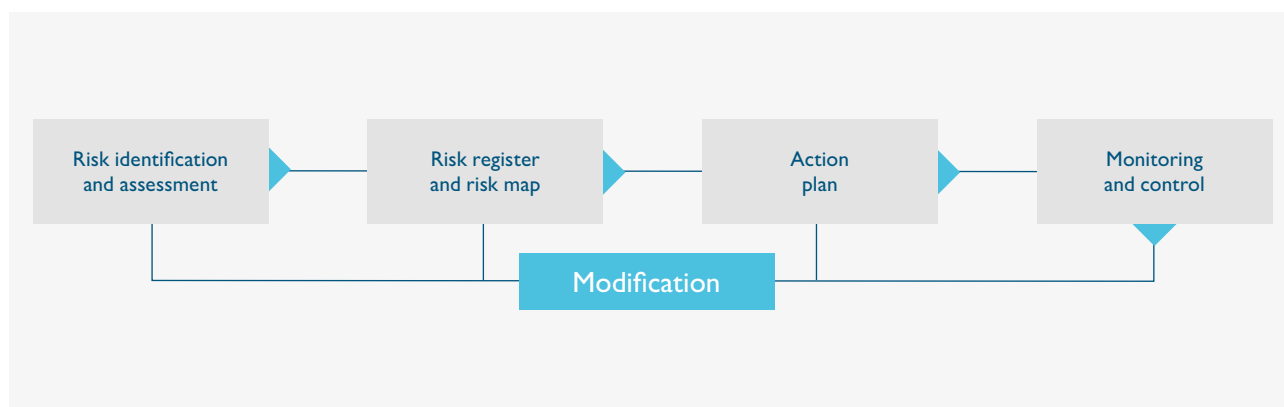 Risk identification
and assessment
Risk register
and risk map
Action
plan
Monitoring
and control
Modification